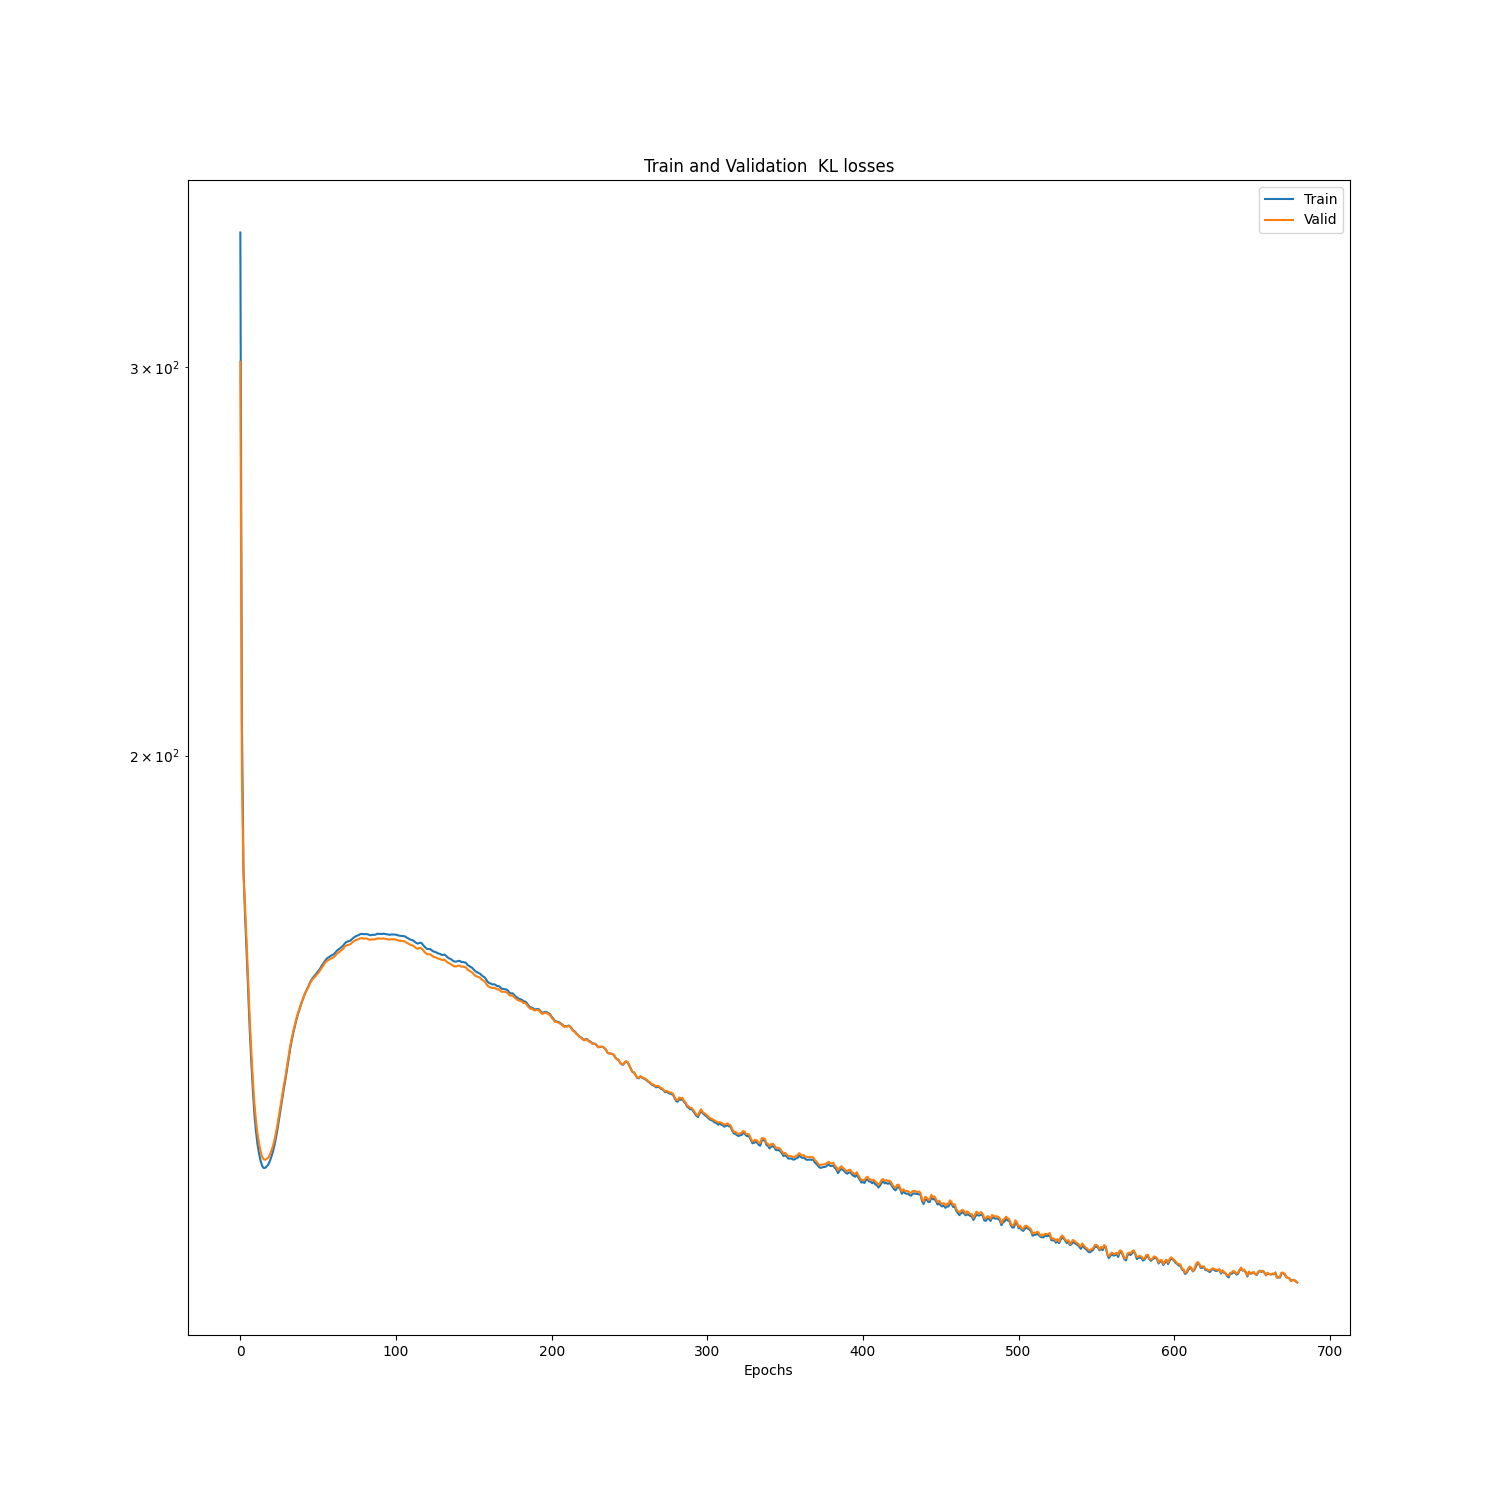 Train and Validation  KL losses
Train
Valid
3 × 10²
2 × 10²
0 100 200 300 400 500 600 700
Epochs